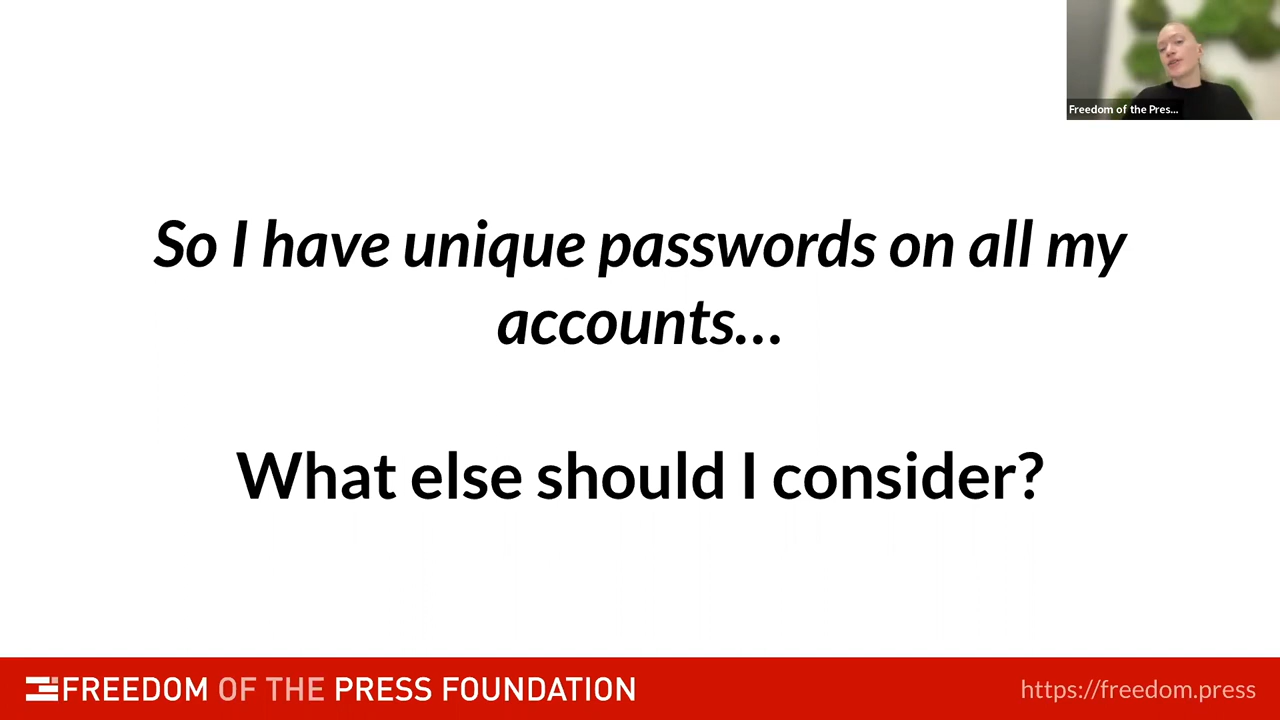 Freedom of the Pres...
So I have unique passwords on all my
accounts...
What else should I consider?
FREEDOM OF THE PRESS FOUNDATION
https://freedom.press